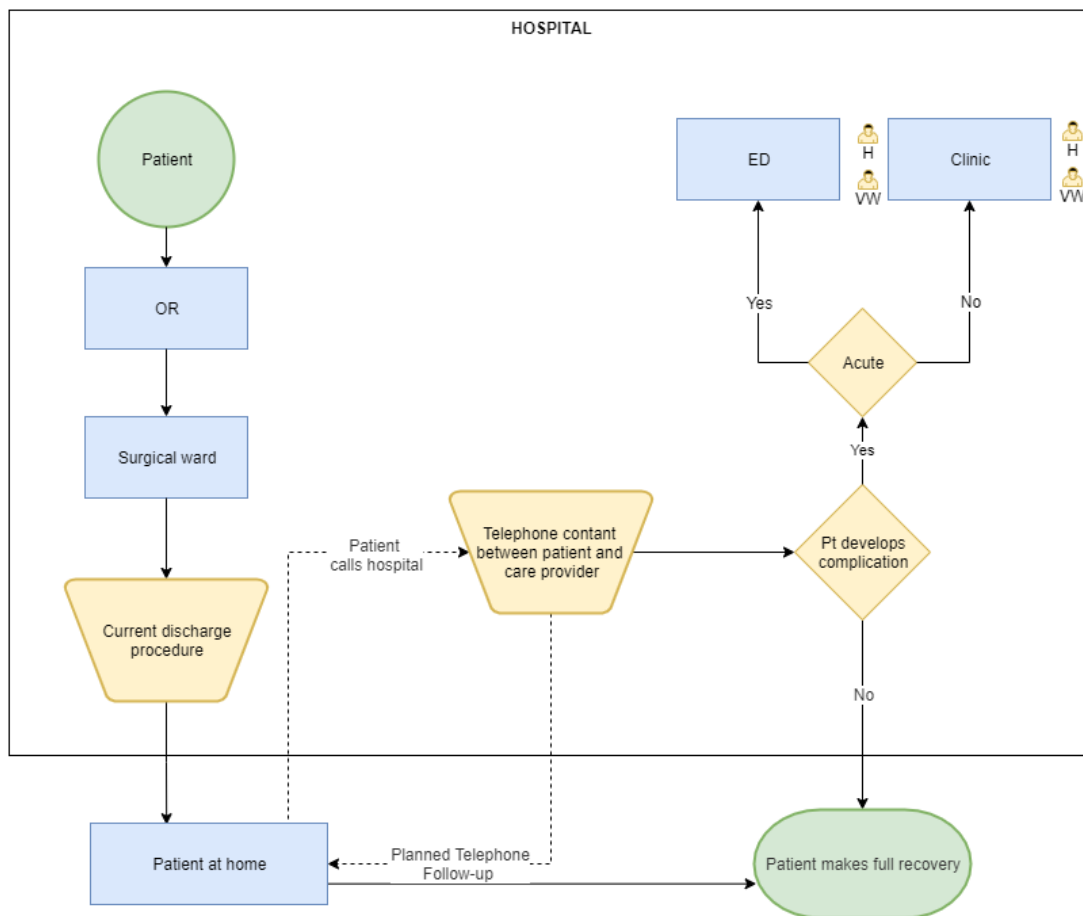 HOSPITAL
Patient
OR
Surgical ward
Current discharge
procedure
Patient at home
Patient
calls hospital
Telephone contant
between patient and
care provider
Planned Telephone
Follow-up
ED
H
VW
Clinic
H
VW
Yes
No
Acute
Yes
Pt develops
complication
No
Patient makes full recovery